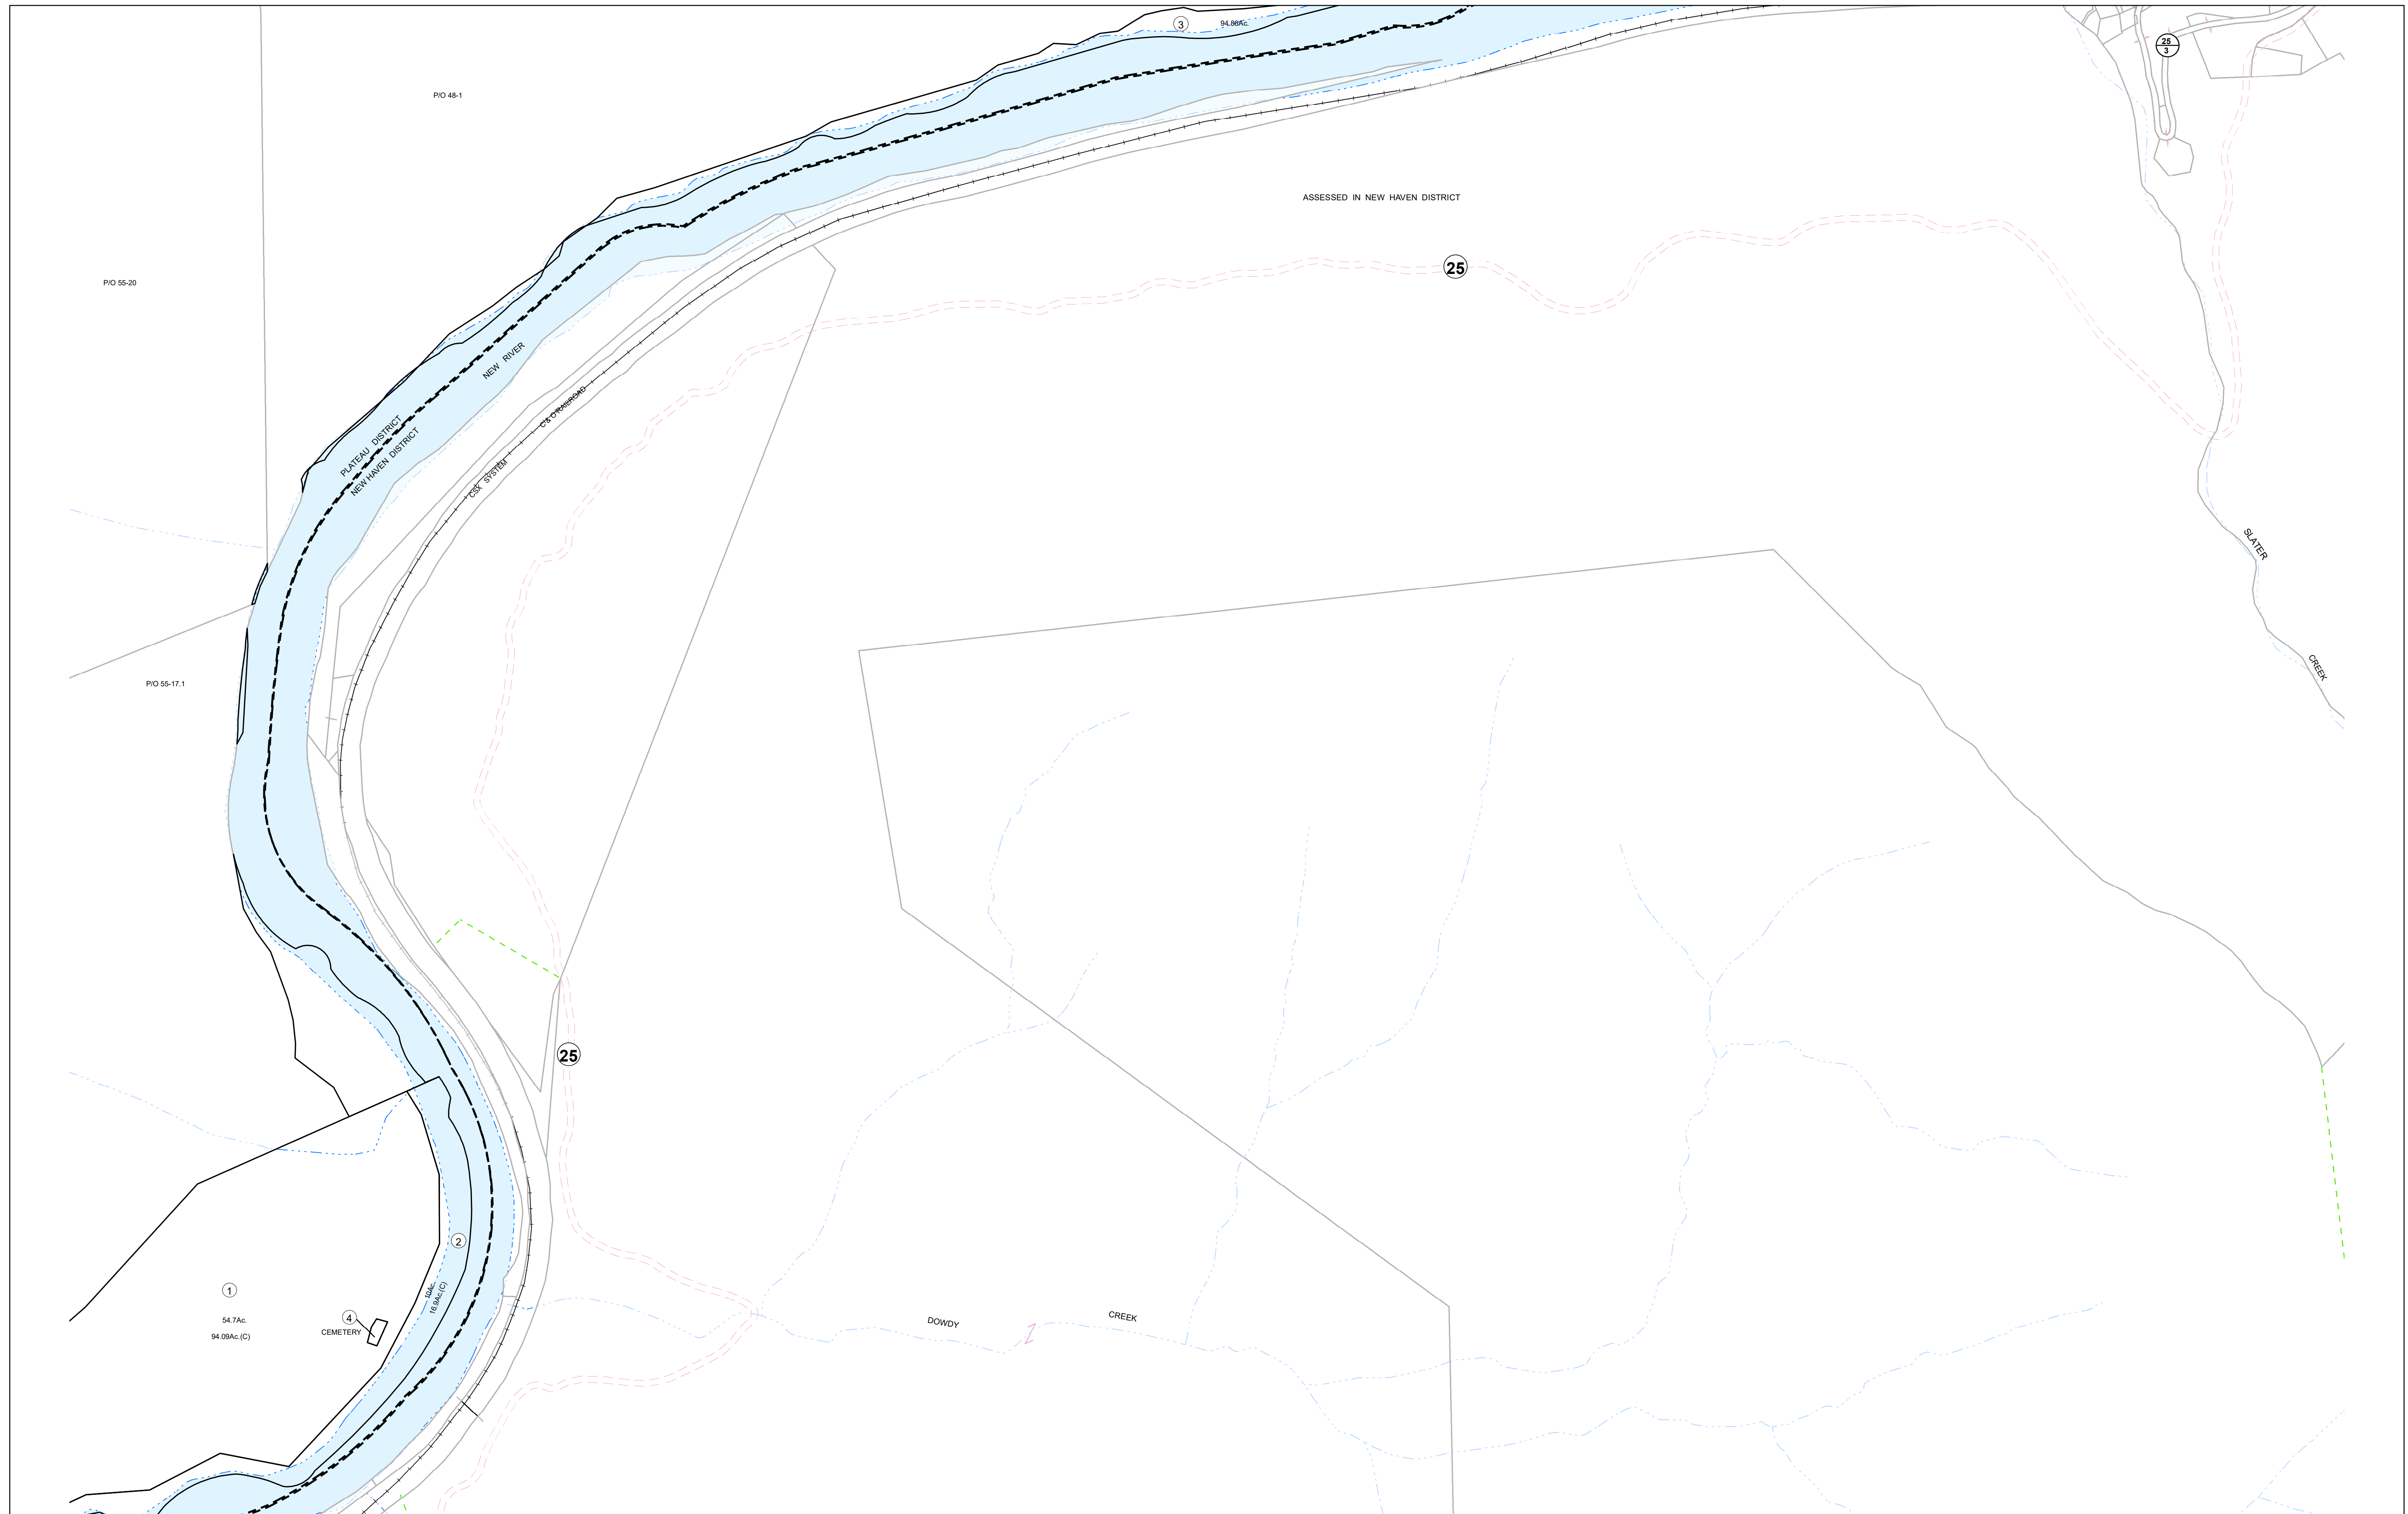 3
94.88Ac.
25
3
P/O 48-1
ASSESSED IN NEW HAVEN DISTRICT
25
P/O 55-20
NEW RIVER
C & O RAILROAD
PLATEAU DISTRICT
NEW HAVEN DISTRICT
CSX SYSTEM
SLATER
CREEK
P/O 55-17.1
25
2
10Ac.
16.9Ac.(C)
1
54.7Ac.
94.09Ac.(C)
4
CEMETERY
DOWDY
CREEK